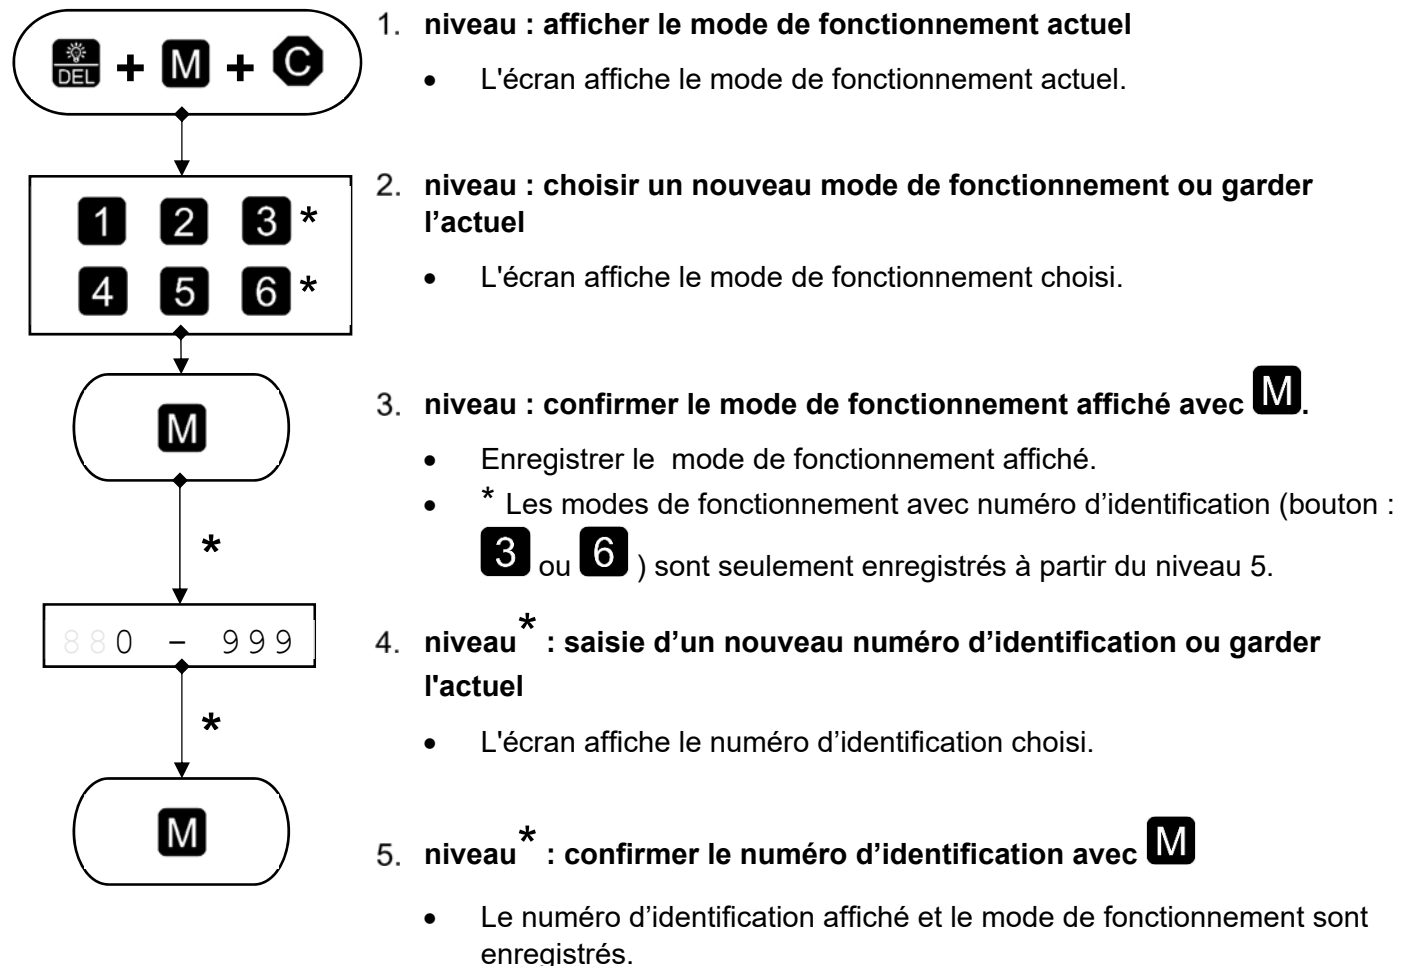 DEL + M + C
1. niveau : afficher le mode de fonctionnement actuel
• L'écran affiche le mode de fonctionnement actuel.
1 2 3 *
4 5 6 *
2. niveau : choisir un nouveau mode de fonctionnement ou garder
l’actuel
• L'écran affiche le mode de fonctionnement choisi.
M
3. niveau : confirmer le mode de fonctionnement affiché avec M.
• Enregistrer le mode de fonctionnement affiché.
• * Les modes de fonctionnement avec numéro d’identification (bouton :
3 ou 6 ) sont seulement enregistrés à partir du niveau 5.
*
880 - 999
4. niveau* : saisie d’un nouveau numéro d’identification ou garder
l'actuel
• L'écran affiche le numéro d’identification choisi.
*
M
5. niveau* : confirmer le numéro d’identification avec M
• Le numéro d’identification affiché et le mode de fonctionnement sont
enregistrés.